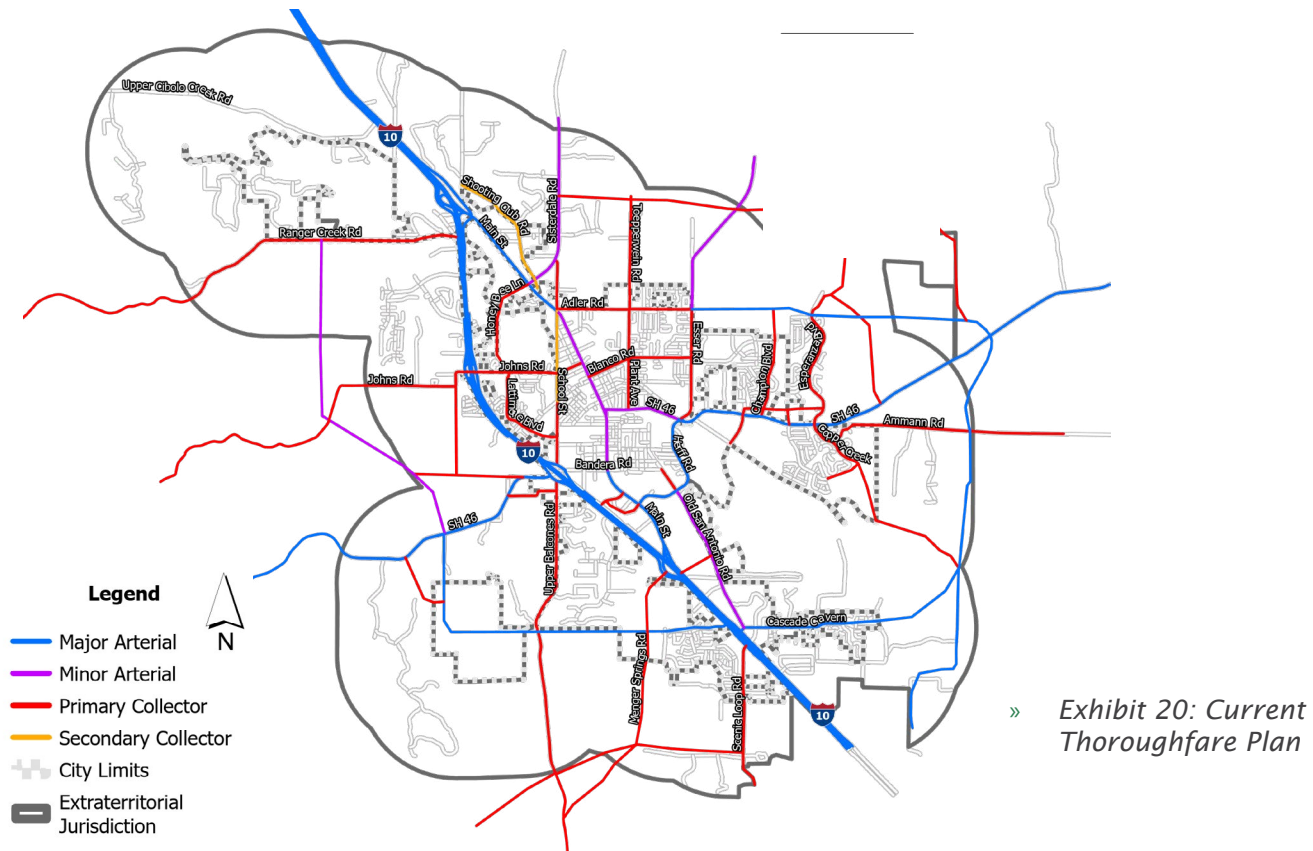 Upper Cibolo Creek Rd
10
Shooting Club Rd
Sisterdale Rd
Main St
Toepperwein Rd
Ranger Creek Rd
Honey Bee Ln
Adler Rd
Esperanza Blvd
Esser Rd
Blanco Rd
Champion Blvd
Johns Rd
Plant Ave
Johns Rd
School St
Lattimore Blvd
SH 46
SH 46
Ammann Rd
Copper Creek
Herff Rd
10
Bandera Rd
Old San Antonio Rd
Main St
SH 46
Upper Balcones Rd
Cascade Cavern
Menger Springs Rd
Scenic Loop Rd
10
Legend
N
Major Arterial
Minor Arterial
Primary Collector
Secondary Collector
City Limits
Extraterritorial
Jurisdiction
» Exhibit 20: Current
Thoroughfare Plan